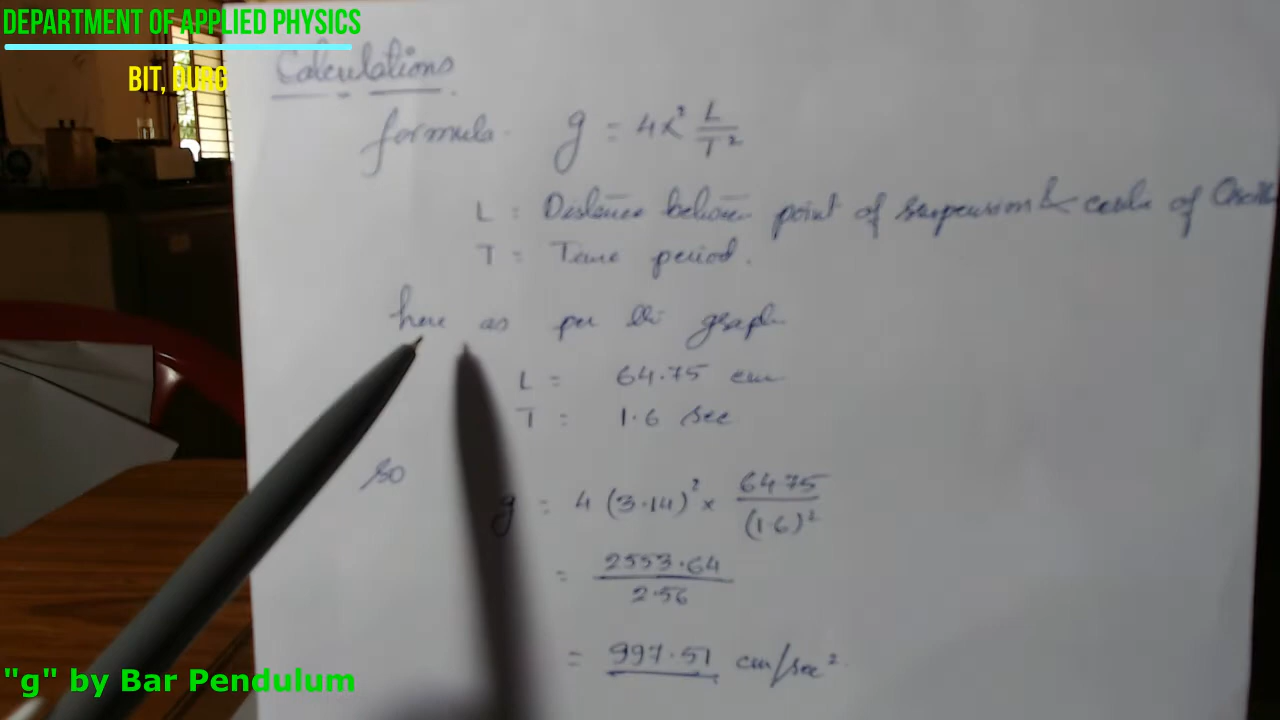 DEPARTMENT OF APPLIED PHYSICS
BIT, DURG
Calculations.
formula. g = 4π² L/T²
L : Distance between point of suspension & centre of
T = Time period.
here as per the graph
L = 64.75 cm
T = 1.6 sec
so
g = 4 (3.14)² × 64.75/(1.6)²
= 2553.64/2.56
= 997.51 cm/sec²
"g" by Bar Pendulum